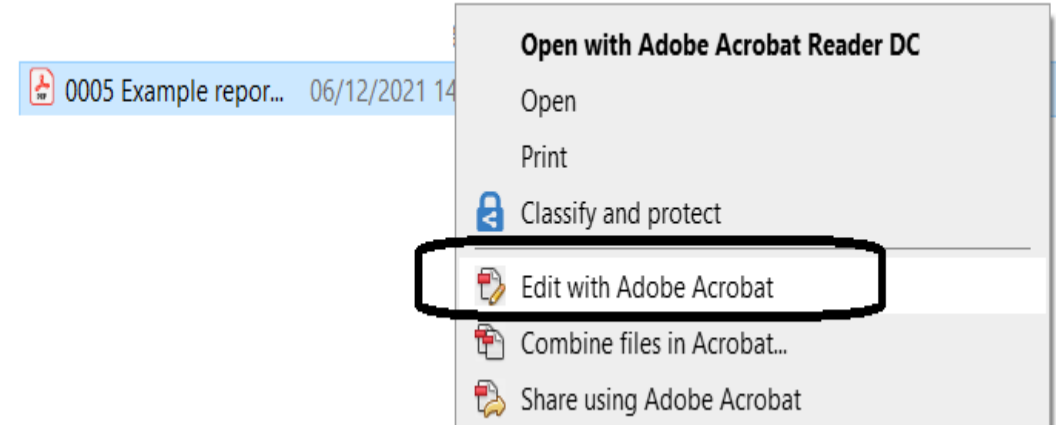 Open with Adobe Acrobat Reader DC
0005 Example repor... 06/12/2021 14
Open
Print
Classify and protect
Edit with Adobe Acrobat
Combine files in Acrobat...
Share using Adobe Acrobat